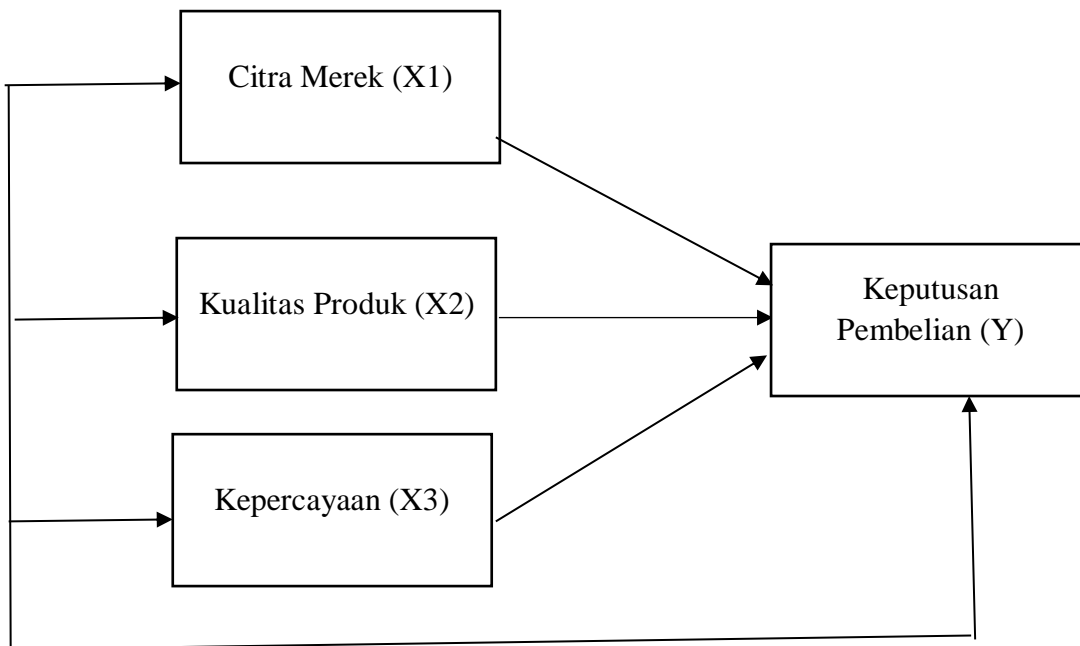 Citra Merek (X1)
Kualitas Produk (X2)
Keputusan
Pembelian (Y)
Kepercayaan (X3)